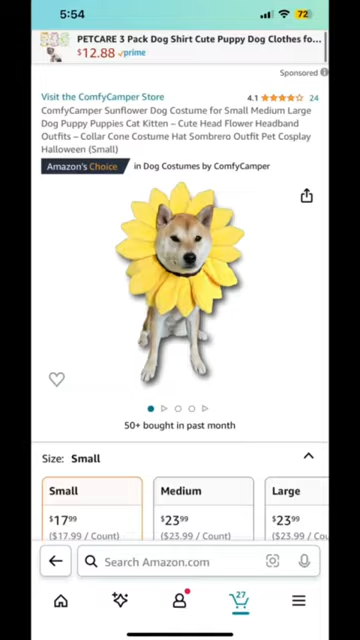 5:54
72
PETCARE 3 Pack Dog Shirt Cute Puppy Dog Clothes fo...
$12.88 prime
Sponsored
Visit the ComfyCamper Store
4.1 24
ComfyCamper Sunflower Dog Costume for Small Medium Large
Dog Puppy Puppies Cat Kitten – Cute Head Flower Headband
Outfits – Collar Cone Costume Hat Sombrero Outfit Pet Cosplay
Halloween (Small)
Amazon's Choice in Dog Costumes by ComfyCamper
50+ bought in past month
Size: Small
Small
Medium
Large
$17.99
$23.99
$23.99
($17.99 / Count)
($23.99 / Count)
($23.99 / Count)
Search Amazon.com
27